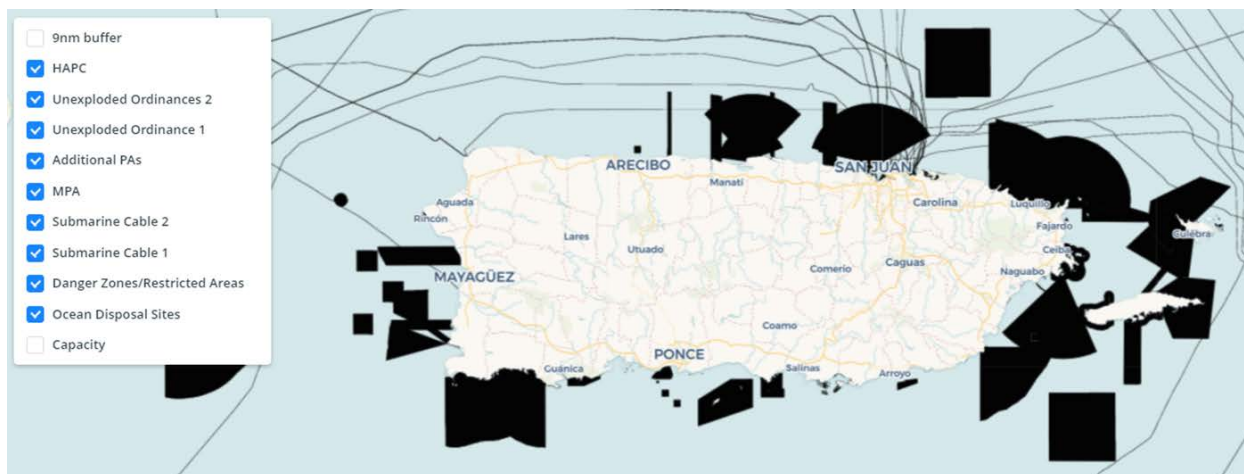 9nm buffer
HAPC
Unexploded Ordinances 2
Unexploded Ordinance 1
Additional PAs
MPA
Submarine Cable 2
Submarine Cable 1
Danger Zones/Restricted Areas
Ocean Disposal Sites
Capacity
ARECIBO
SAN JUAN
Manatí
Aguada
Carolina
Luquillo
Rincón
Fajardo
Culebra
Lares
Utuado
Ceiba
Caguas
Comerío
Naguabo
MAYAGÜEZ
Coamo
PONCE
Guánica
Salinas
Arroyo